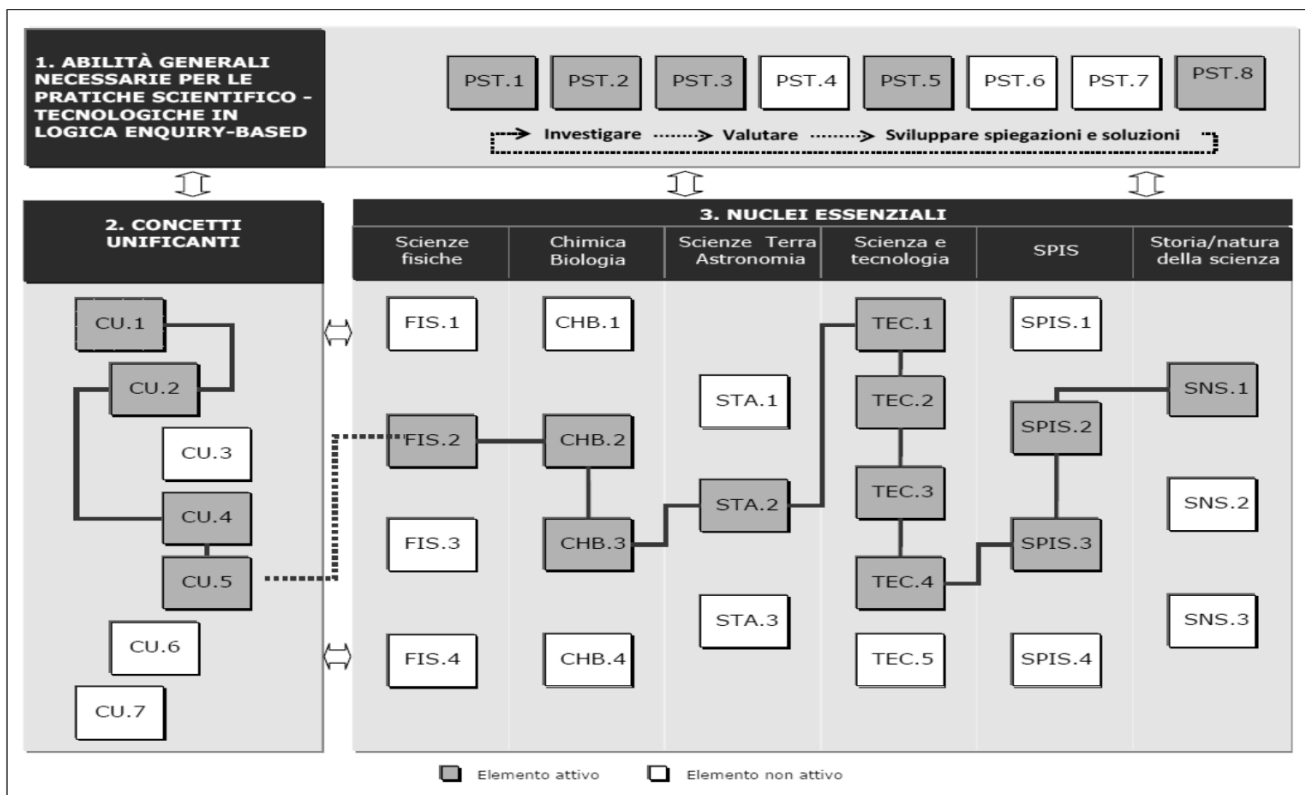 1. ABILITÀ GENERALI
NECESSARIE PER LE
PRATICHE SCIENTIFICO -
TECNOLOGICHE IN
LOGICA ENQUIRY-BASED
PST.1 PST.2 PST.3 PST.4 PST.5 PST.6 PST.7 PST.8
Investigare Valutare Sviluppare spiegazioni e soluzioni
2. CONCETTI
UNIFICANTI
CU.1
CU.2
CU.3
CU.4
CU.5
CU.6
CU.7
3. NUCLEI ESSENZIALI
Scienze
fisiche
Chimica
Biologia
Scienze Terra
Astronomia
Scienza e
tecnologia
SPIS
Storia/natura
della scienza
FIS.1
FIS.2
FIS.3
FIS.4
CHB.1
CHB.2
CHB.3
CHB.4
STA.1
STA.2
STA.3
TEC.1
TEC.2
TEC.3
TEC.4
TEC.5
SPIS.1
SPIS.2
SPIS.3
SPIS.4
SNS.1
SNS.2
SNS.3
Elemento attivo Elemento non attivo